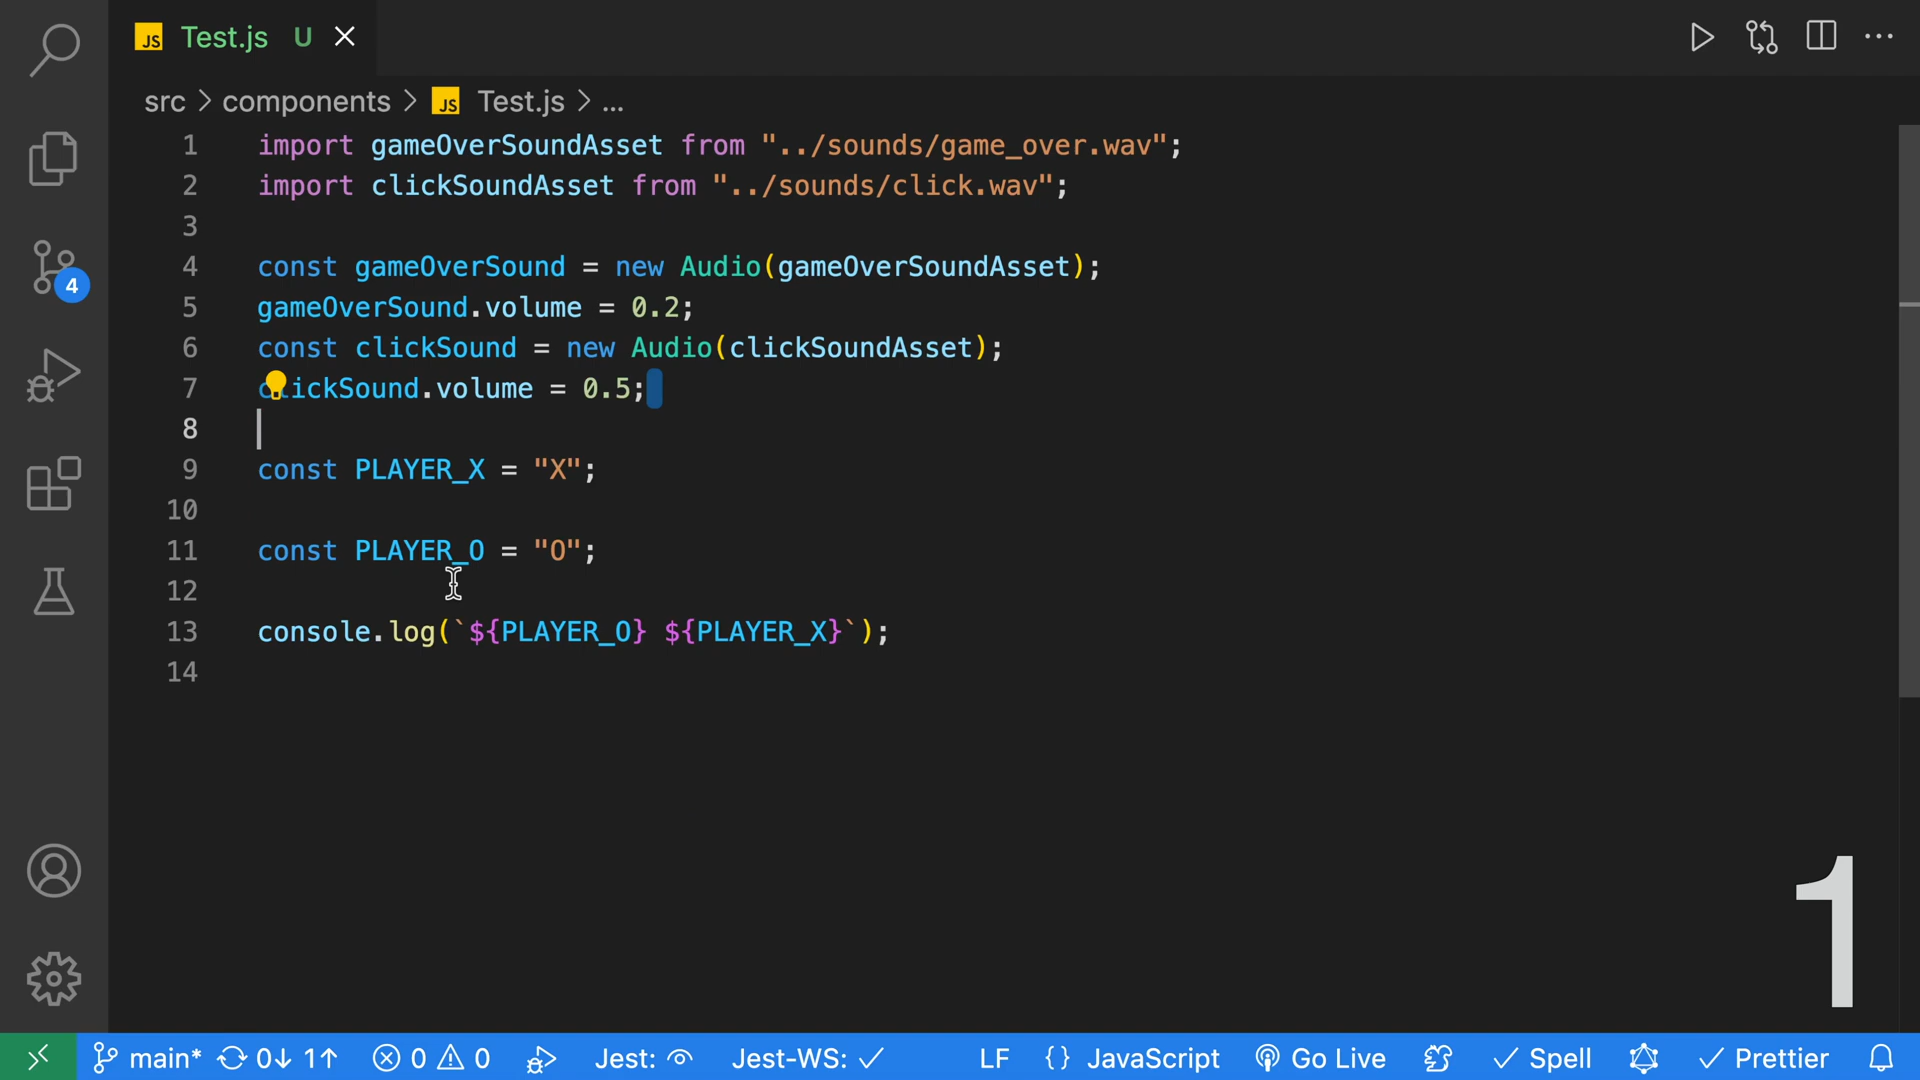 JS Test.js U
src > components > JS Test.js > ...
1 import gameOverSoundAsset from "../sounds/game_over.wav";
2 import clickSoundAsset from "../sounds/click.wav";
3
4 const gameOverSound = new Audio(gameOverSoundAsset);
5 gameOverSound.volume = 0.2;
6 const clickSound = new Audio(clickSoundAsset);
7 clickSound.volume = 0.5;
8
9 const PLAYER_X = "X";
10
11 const PLAYER_O = "O";
12
13 console.log(`${PLAYER_O} ${PLAYER_X}`);
14
4
1
main* 0↓ 1↑ 0 0 Jest: Jest-WS: ✓ LF {} JavaScript Go Live ✓ Spell ✓ Prettier